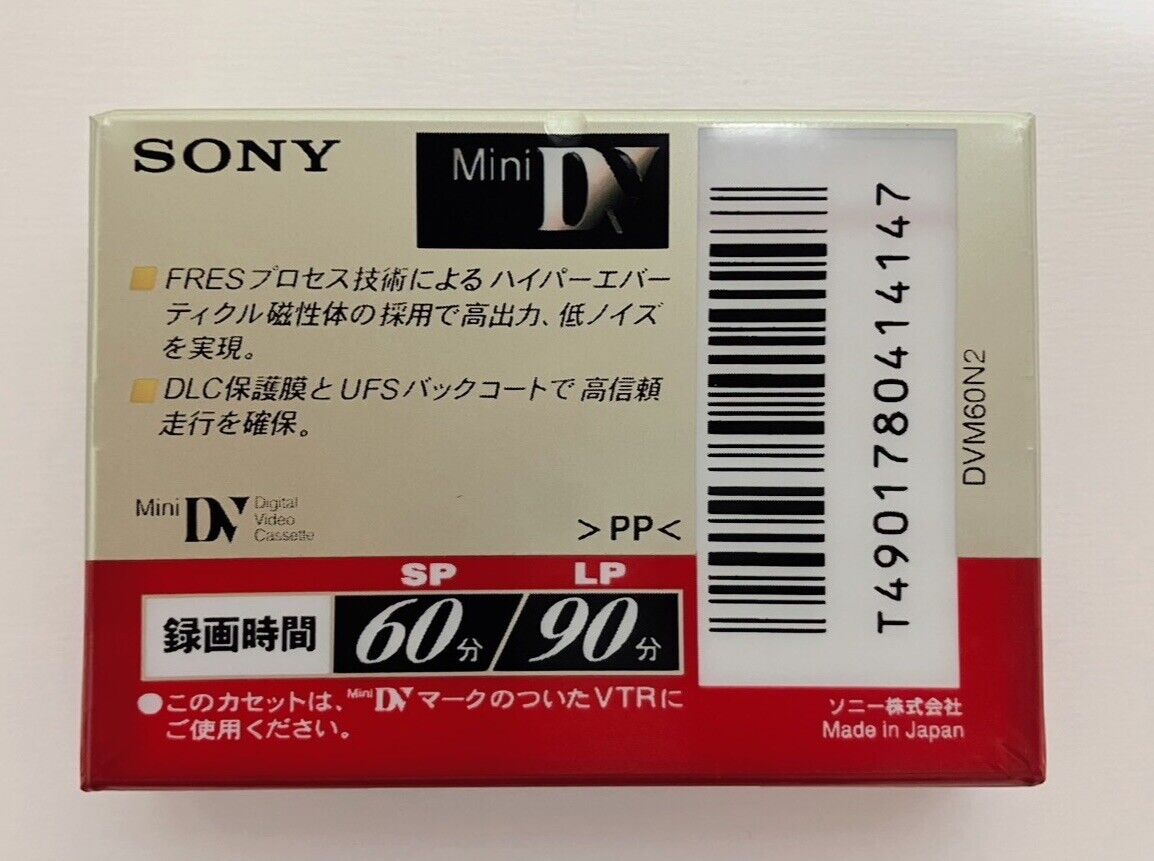 SONY
Mini DV
FRESプロセス技術によるハイパーエバー
ティクル磁性体の採用で高出力、低ノイズ
を実現。
DLC保護膜とUFSバックコートで高信頼
走行を確保。
Mini DV Digital
Video
Cassette
>PP<
SP LP
録画時間 60分/90分
●このカセットは、Mini DVマークのついたVTRに
ご使用ください。
T4901780414147
DVM60N2
ソニー株式会社
Made in Japan